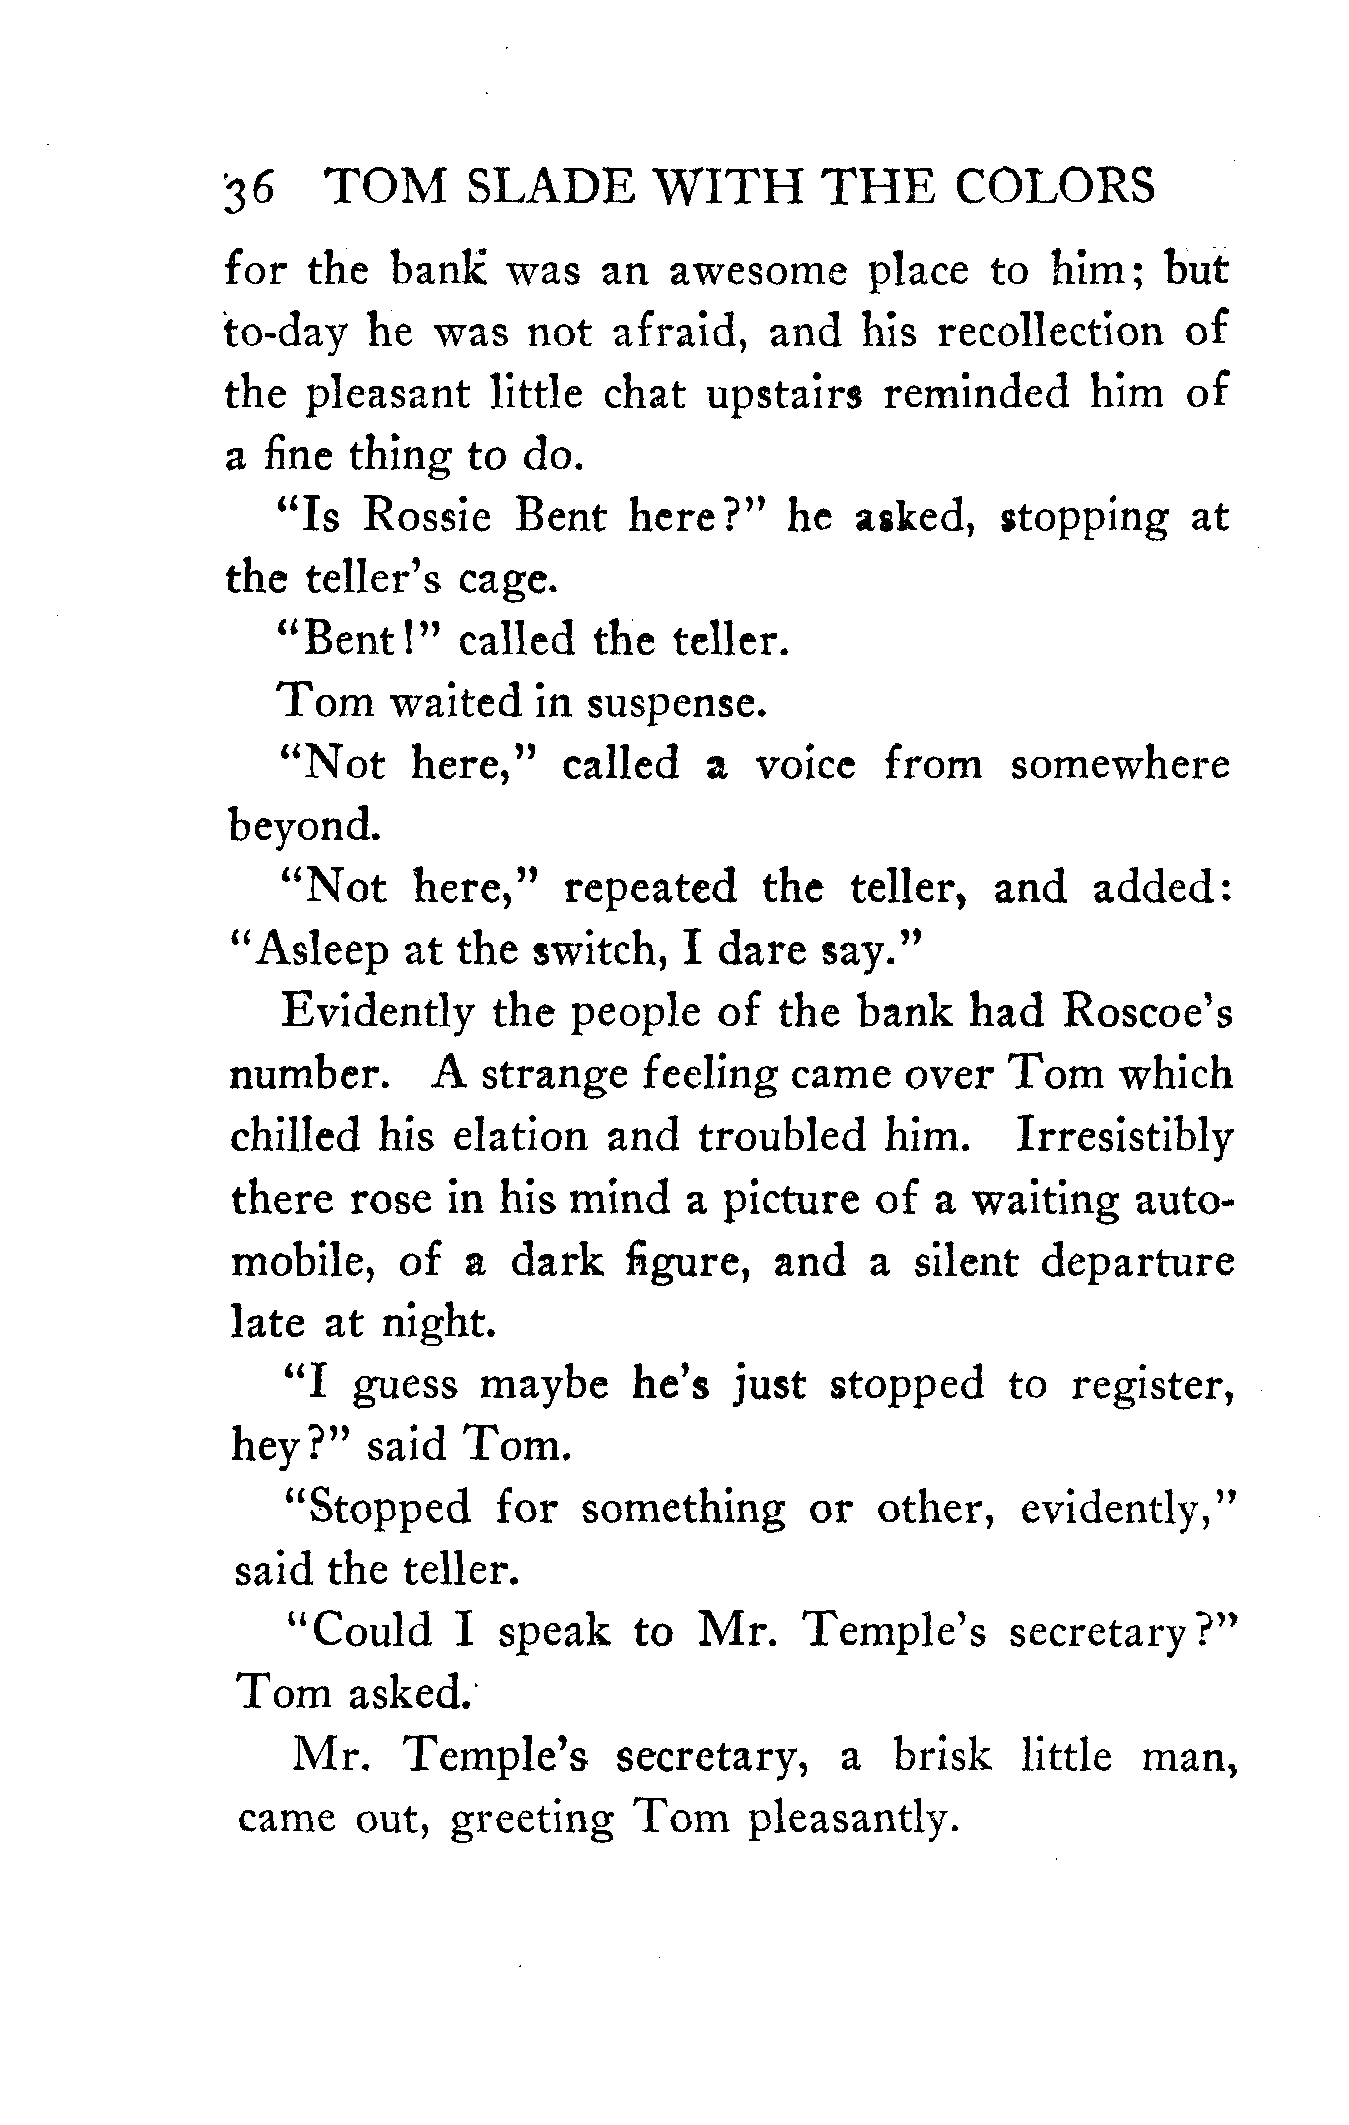 36 TOM SLADE WITH THE COLORS
for the bank was an awesome place to him; but
to-day he was not afraid, and his recollection of
the pleasant little chat upstairs reminded him of
a fine thing to do.
"Is Rossie Bent here?" he asked, stopping at
the teller's cage.
"Bent!" called the teller.
Tom waited in suspense.
"Not here," called a voice from somewhere
beyond.
"Not here," repeated the teller, and added:
"Asleep at the switch, I dare say."
Evidently the people of the bank had Roscoe's
number. A strange feeling came over Tom which
chilled his elation and troubled him. Irresistibly
there rose in his mind a picture of a waiting auto-
mobile, of a dark figure, and a silent departure
late at night.
"I guess maybe he's just stopped to register,
hey?" said Tom.
"Stopped for something or other, evidently,"
said the teller.
"Could I speak to Mr. Temple's secretary?"
Tom asked.
Mr. Temple's secretary, a brisk little man,
came out, greeting Tom pleasantly.